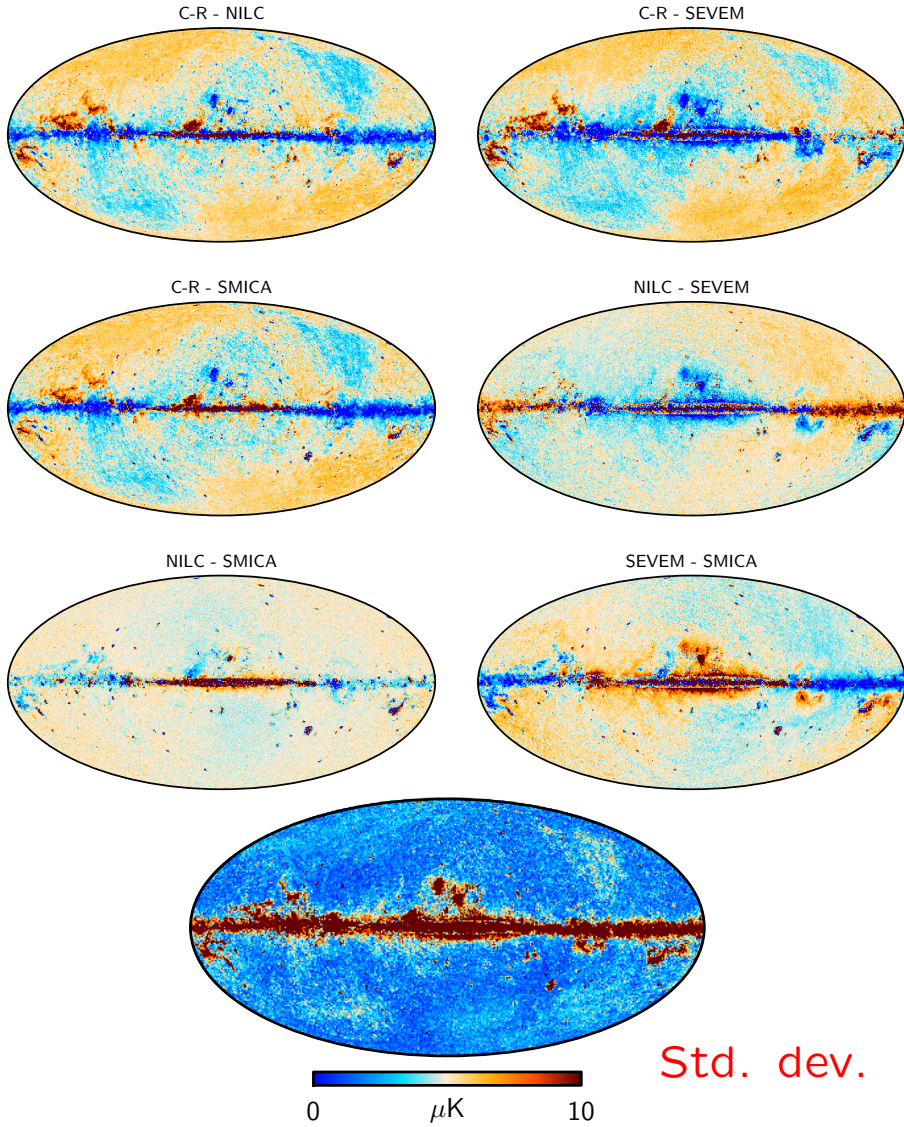 C-R - NILC
C-R - SEVEM
C-R - SMICA
NILC - SEVEM
NILC - SMICA
SEVEM - SMICA
Std. dev.
0 μK 10